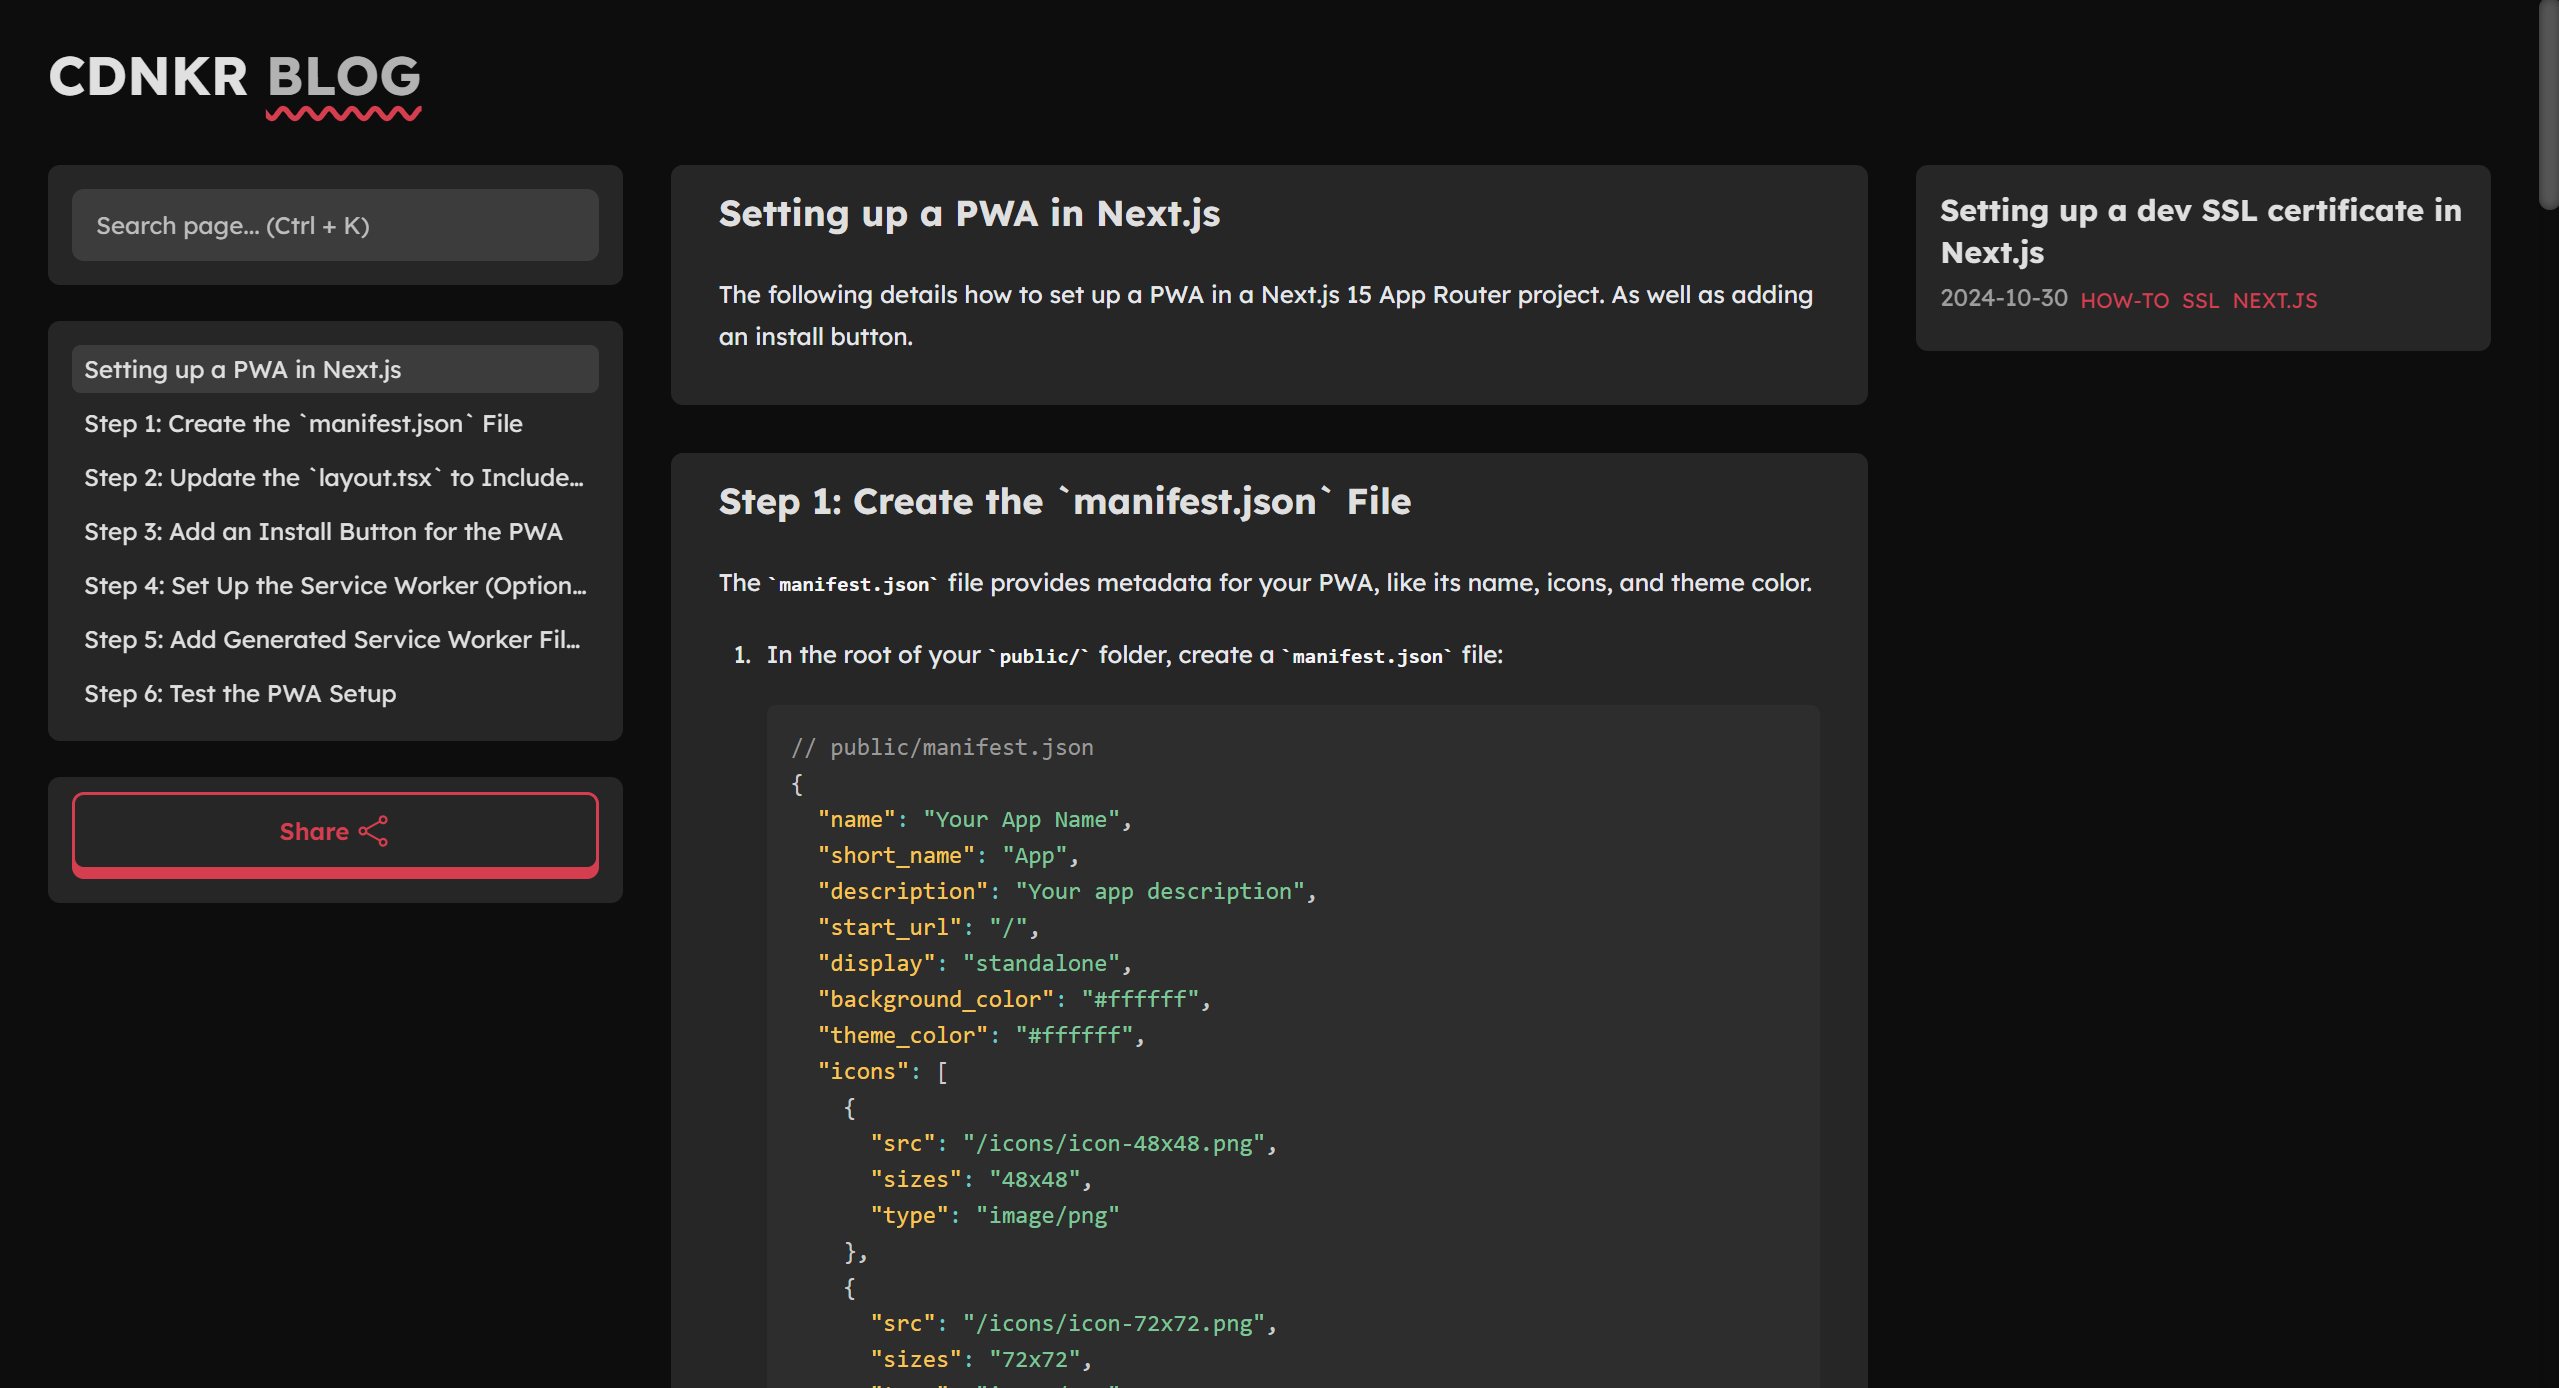 CDNKR BLOG
Search page... (Ctrl + K)
Setting up a PWA in Next.js
Step 1: Create the `manifest.json` File
Step 2: Update the `layout.tsx` to Include...
Step 3: Add an Install Button for the PWA
Step 4: Set Up the Service Worker (Option...
Step 5: Add Generated Service Worker Fil...
Step 6: Test the PWA Setup
Share
Setting up a PWA in Next.js
The following details how to set up a PWA in a Next.js 15 App Router project. As well as adding
an install button.
Step 1: Create the `manifest.json` File
The `manifest.json` file provides metadata for your PWA, like its name, icons, and theme color.
1. In the root of your `public/` folder, create a `manifest.json` file:
// public/manifest.json
{
"name": "Your App Name",
"short_name": "App",
"description": "Your app description",
"start_url": "/",
"display": "standalone",
"background_color": "#ffffff",
"theme_color": "#ffffff",
"icons": [
{
"src": "/icons/icon-48x48.png",
"sizes": "48x48",
"type": "image/png"
},
{
"src": "/icons/icon-72x72.png",
"sizes": "72x72",
Setting up a dev SSL certificate in
Next.js
2024-10-30 HOW-TO SSL NEXT.JS